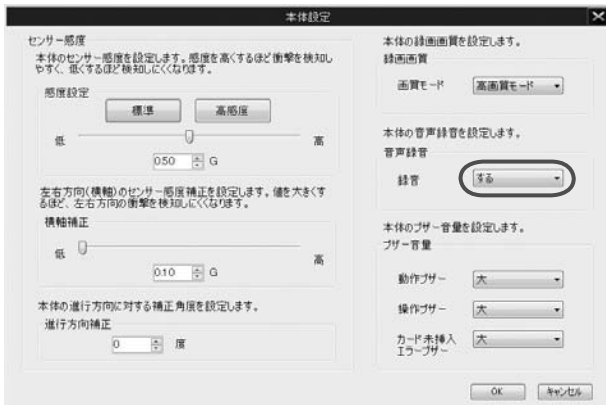 本体設定
センサー感度
本体のセンサー感度を設定します。感度を高くするほど衝撃を検知し
やすく、低くするほど検知しにくくなります。
感度設定
標準
高感度
低
高
0.50
G
左右方向(横軸)のセンサー感度補正を設定します。値を大きくす
るほど、左右方向の衝撃を検知しにくくなります。
横軸補正
低
高
0.10
G
本体の進行方向に対する補正角度を設定します。
進行方向補正
0
度
本体の録画画質を設定します。
録画画質
画質モード
高画質モード
本体の音声録音を設定します。
音声録音
録音
する
本体のブザー音量を設定します。
ブザー音量
動作ブザー
大
操作ブザー
大
カード未挿入
エラーブザー
大
OK
キャンセル